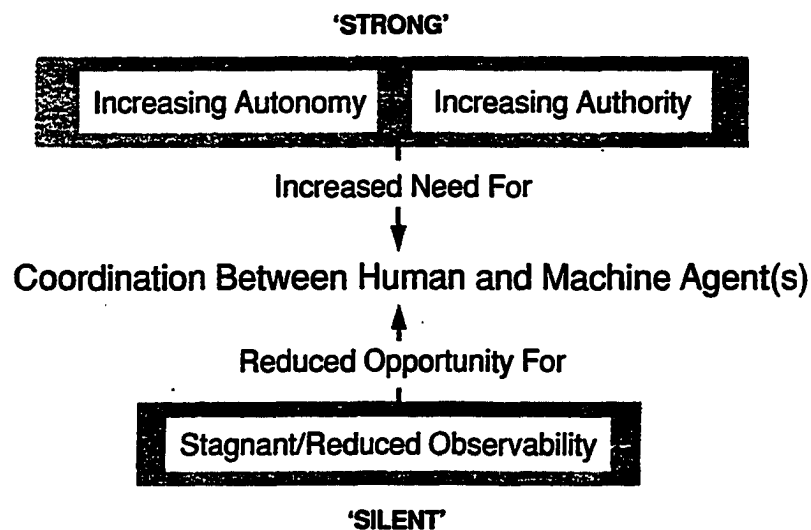 ‘STRONG’
Increasing Autonomy Increasing Authority
Increased Need For
Coordination Between Human and Machine Agent(s)
Reduced Opportunity For
Stagnant/Reduced Observability
‘SILENT’